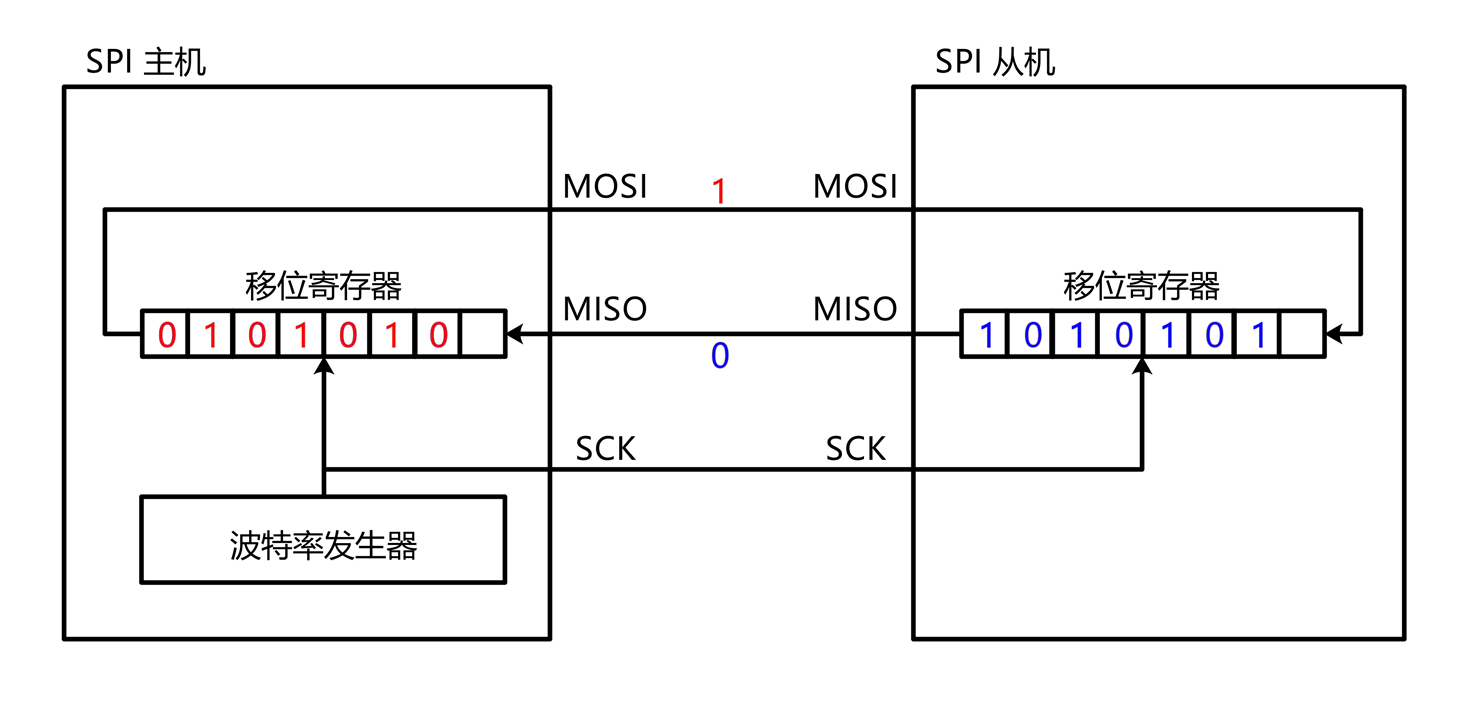 SPI 主机
SPI 从机
MOSI 1 MOSI
移位寄存器
移位寄存器
MISO MISO
0 1 0 1 0 1 0
1 0 1 0 1 0 1
0
SCK SCK
波特率发生器